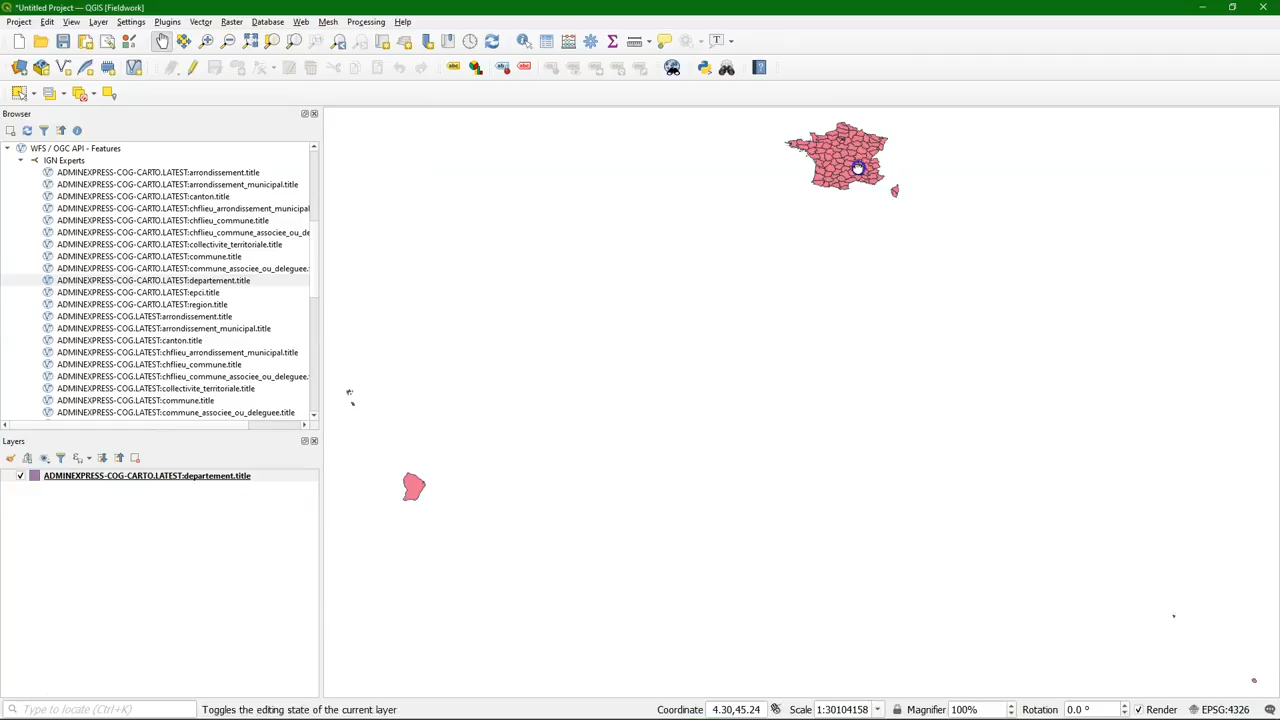 *Untitled Project — QGIS [Fieldwork]
Project Edit View Layer Settings Plugins Vector Raster Database Web Mesh Processing Help
Browser
WFS / OGC API - Features
IGN Experts
ADMINEXPRESS-COG-CARTO.LATEST:arrondissement.title
ADMINEXPRESS-COG-CARTO.LATEST:arrondissement_municipal.title
ADMINEXPRESS-COG-CARTO.LATEST:canton.title
ADMINEXPRESS-COG-CARTO.LATEST:chflieu_arrondissement_municipal
ADMINEXPRESS-COG-CARTO.LATEST:chflieu_commune.title
ADMINEXPRESS-COG-CARTO.LATEST:chflieu_commune_associee_ou_de
ADMINEXPRESS-COG-CARTO.LATEST:collectivite_territoriale.title
ADMINEXPRESS-COG-CARTO.LATEST:commune.title
ADMINEXPRESS-COG-CARTO.LATEST:commune_associee_ou_deleguee.
ADMINEXPRESS-COG-CARTO.LATEST:departement.title
ADMINEXPRESS-COG-CARTO.LATEST:epci.title
ADMINEXPRESS-COG-CARTO.LATEST:region.title
ADMINEXPRESS-COG.LATEST:arrondissement.title
ADMINEXPRESS-COG.LATEST:arrondissement_municipal.title
ADMINEXPRESS-COG.LATEST:canton.title
ADMINEXPRESS-COG.LATEST:chflieu_arrondissement_municipal.title
ADMINEXPRESS-COG.LATEST:chflieu_commune.title
ADMINEXPRESS-COG.LATEST:chflieu_commune_associee_ou_deleguee.
ADMINEXPRESS-COG.LATEST:collectivite_territoriale.title
ADMINEXPRESS-COG.LATEST:commune.title
ADMINEXPRESS-COG.LATEST:commune_associee_ou_deleguee.title
Layers
ADMINEXPRESS-COG-CARTO.LATEST:departement.title
Type to locate (Ctrl+K) Toggles the editing state of the current layer Coordinate 4.30,45.24 Scale 1:30104158 Magnifier 100% Rotation 0.0 ° Render EPSG:4326